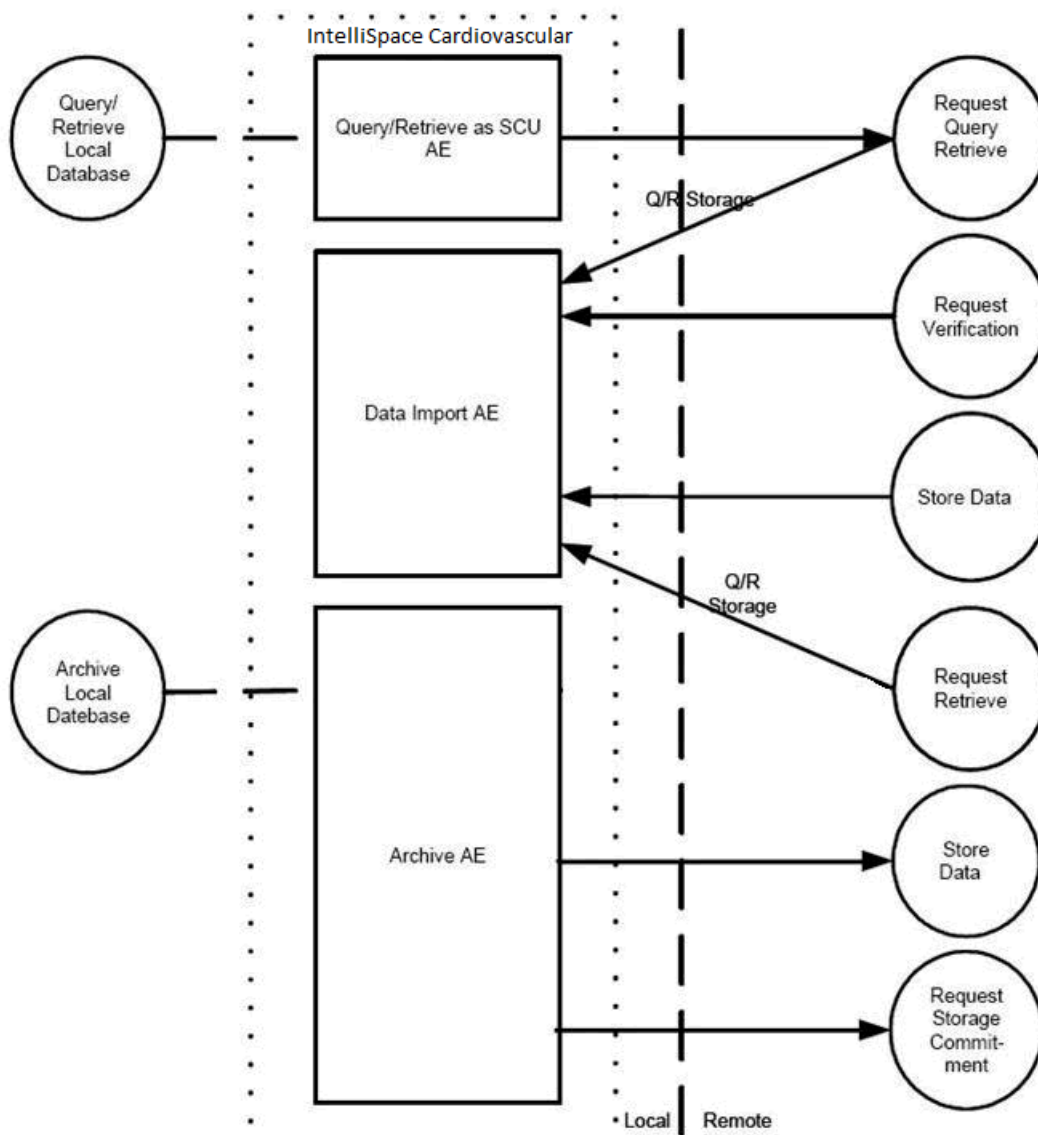 IntelliSpace Cardiovascular
Query/
Retrieve
Local
Database
Query/Retrieve as SCU
AE
Request
Query
Retrieve
Q/R Storage
Request
Verification
Data Import AE
Store Data
Q/R
Storage
Archive
Local
Datebase
Request
Retrieve
Archive AE
Store
Data
Request
Storage
Commit-
ment
Local
Remote